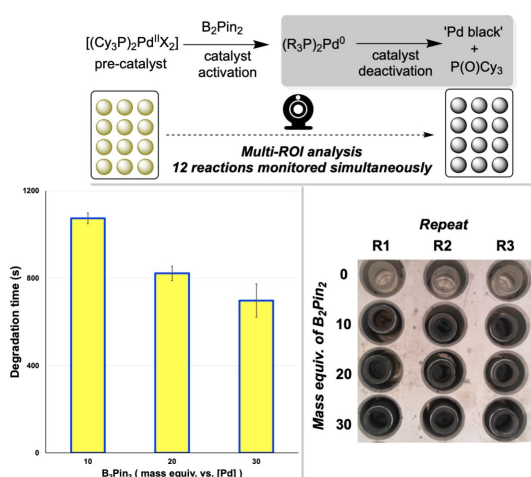 [(Cy₃P)₂PdᴵᴵX₂]
pre-catalyst
B₂Pin₂
catalyst
activation
(R₃P)₂Pd⁰
catalyst
deactivation
'Pd black'
+
P(O)Cy₃
Multi-ROI analysis
12 reactions monitored simultaneously
1200
800
400
0
Degradation time (s)
10
20
30
B₂Pin₂ ( mass equiv. vs. [Pd] )
Repeat
R1 R2 R3
Mass equiv. of B₂Pin₂
0
10
20
30